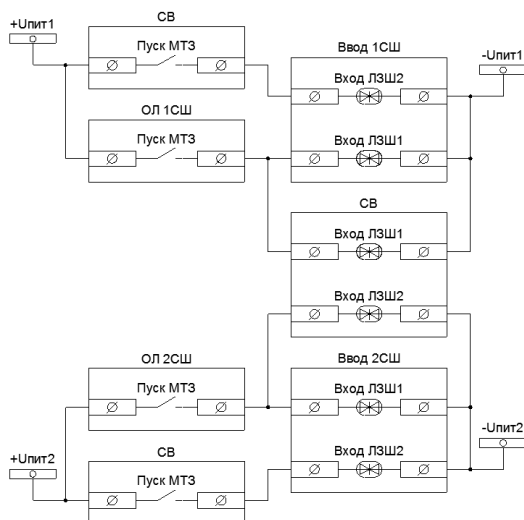 +Uпит1
СВ
Пуск МТЗ
ОЛ 1СШ
Пуск МТЗ
Ввод 1СШ
Вход ЛЗШ2
Вход ЛЗШ1
-Uпит1
СВ
Вход ЛЗШ1
Вход ЛЗШ2
ОЛ 2СШ
Пуск МТЗ
Ввод 2СШ
Вход ЛЗШ1
Вход ЛЗШ2
-Uпит2
+Uпит2
СВ
Пуск МТЗ